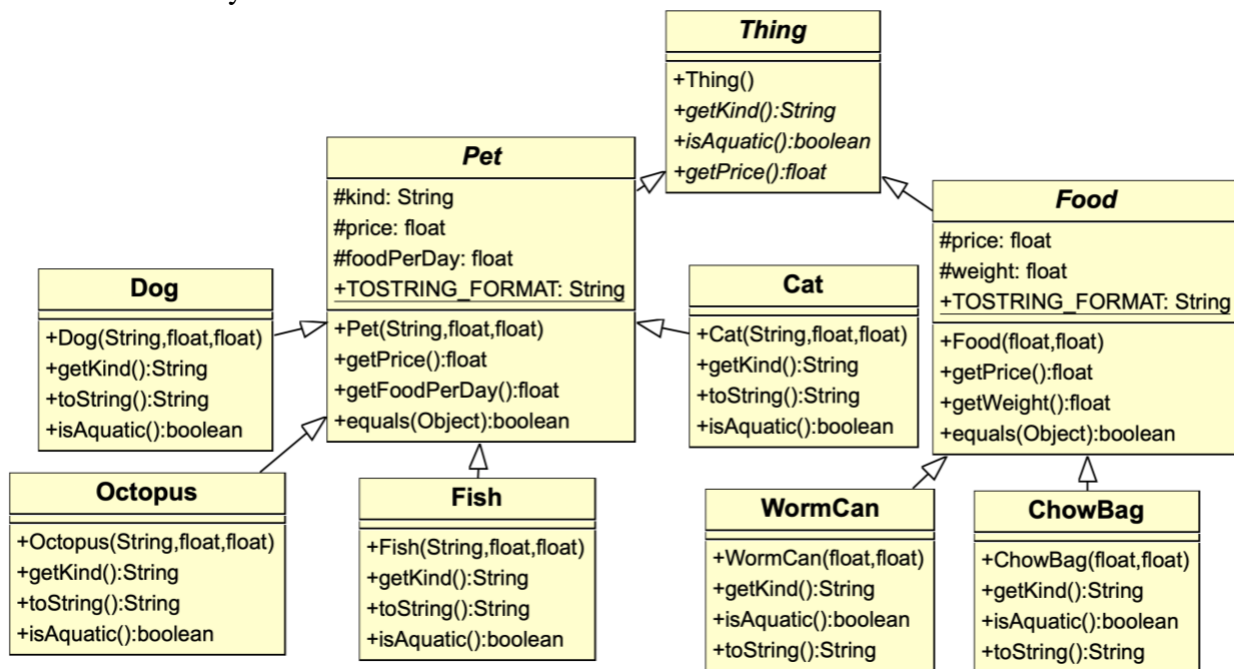 Thing
+Thing()
+getKind():String
+isAquatic():boolean
+getPrice():float
Pet
#kind: String
#price: float
#foodPerDay: float
+TOSTRING_FORMAT: String
+Pet(String,float,float)
+getPrice():float
+getFoodPerDay():float
+equals(Object):boolean
Food
#price: float
#weight: float
+TOSTRING_FORMAT: String
+Food(float,float)
+getPrice():float
+getWeight():float
+equals(Object):boolean
Dog
+Dog(String,float,float)
+getKind():String
+toString():String
+isAquatic():boolean
Cat
+Cat(String,float,float)
+getKind():String
+toString():String
+isAquatic():boolean
Octopus
+Octopus(String,float,float)
+getKind():String
+toString():String
+isAquatic():boolean
Fish
+Fish(String,float,float)
+getKind():String
+toString():String
+isAquatic():boolean
WormCan
+WormCan(float,float)
+getKind():String
+isAquatic():boolean
+toString():String
ChowBag
+ChowBag(float,float)
+getKind():String
+isAquatic():boolean
+toString():String